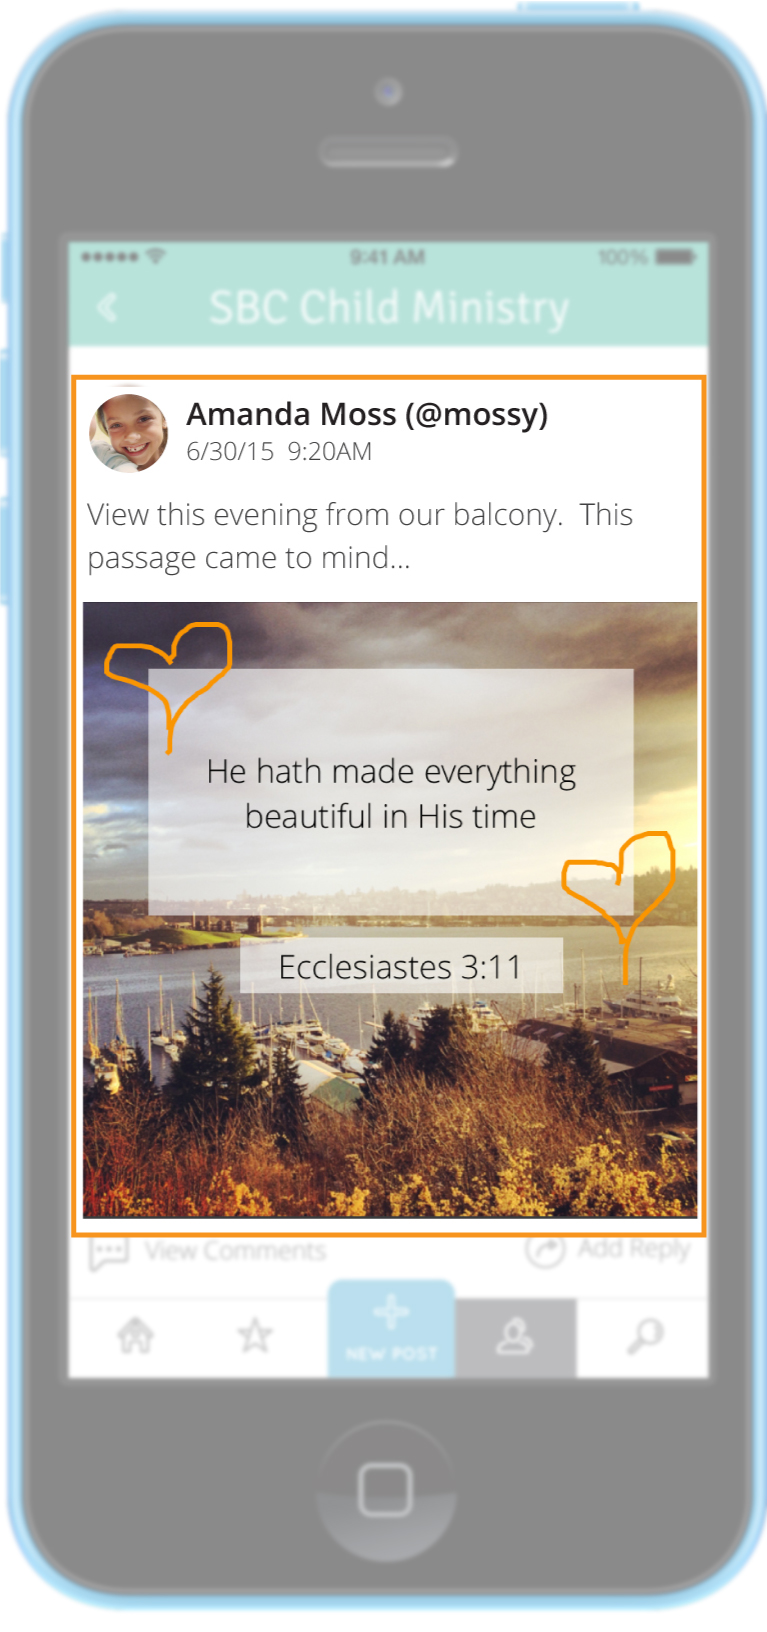 9:41 AM 100%
SBC Child Ministry
Amanda Moss (@mossy)
6/30/15 9:20AM
View this evening from our balcony. This
passage came to mind...
He hath made everything
beautiful in His time
Ecclesiastes 3:11
View Comments Add Reply
NEW POST